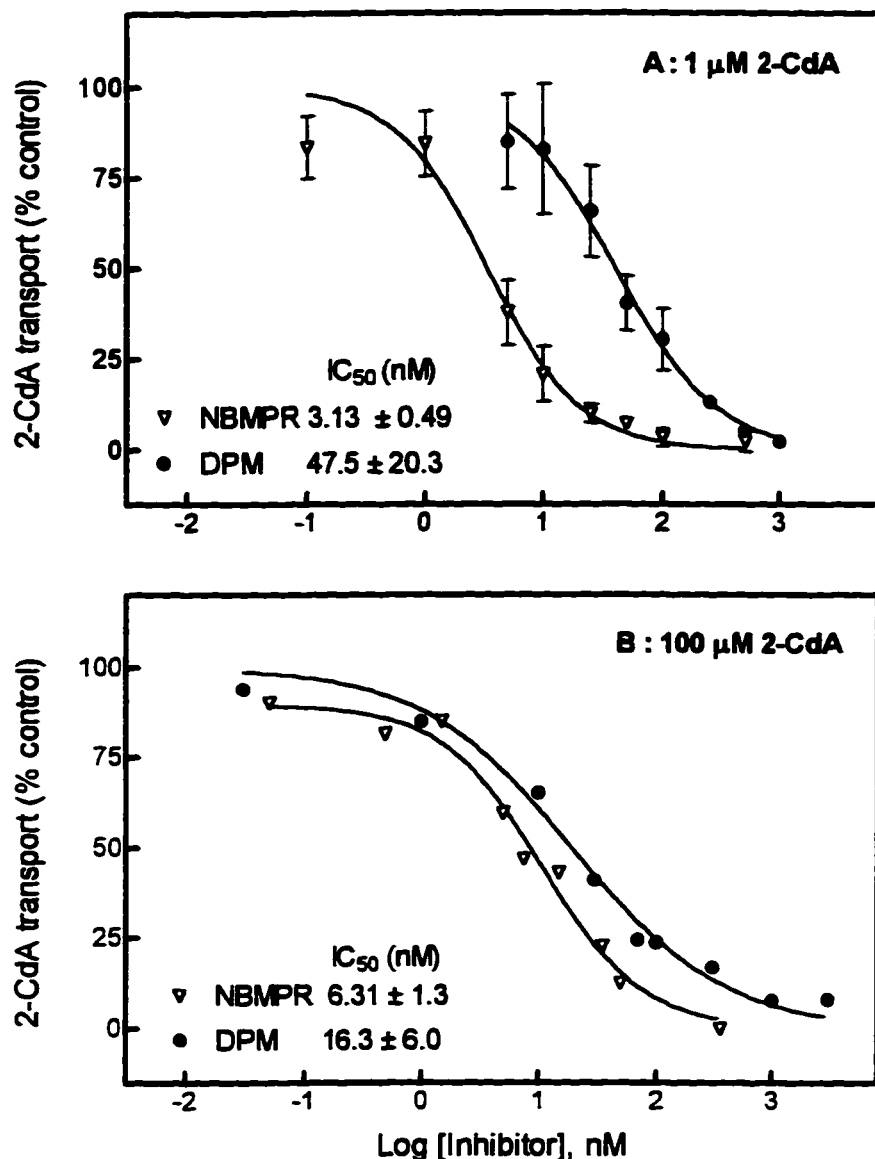 A : 1 μM 2-CdA
2-CdA transport (% control)
100
75
50
25
0
IC50 (nM)
▽ NBMPR 3.13 ± 0.49
● DPM 47.5 ± 20.3
-2 -1 0 1 2 3
B : 100 μM 2-CdA
2-CdA transport (% control)
100
75
50
25
0
IC50 (nM)
▽ NBMPR 6.31 ± 1.3
● DPM 16.3 ± 6.0
-2 -1 0 1 2 3
Log [Inhibitor], nM